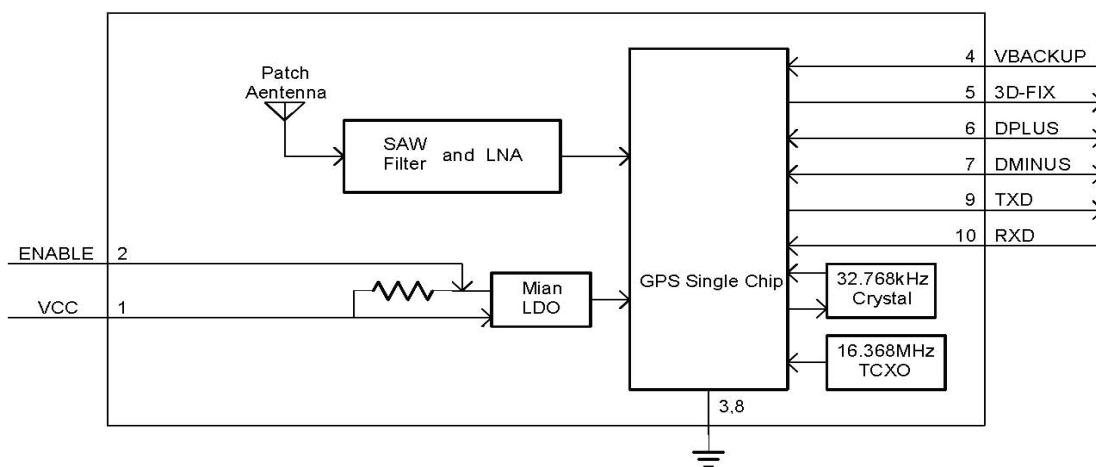 Patch
Aentenna
SAW
Filter and LNA
ENABLE 2
VCC 1
Mian
LDO
GPS Single Chip
3,8
4 VBACKUP
5 3D-FIX
6 DPLUS
7 DMINUS
9 TXD
10 RXD
32.768kHz
Crystal
16.368MHz
TCXO